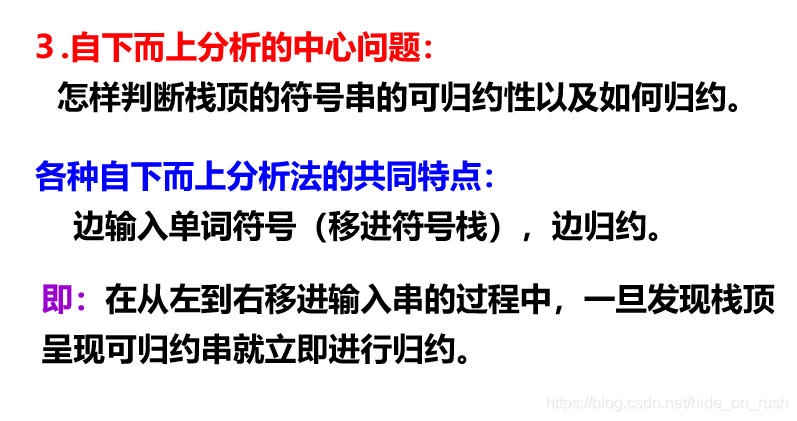 3 .自下而上分析的中心问题：
怎样判断栈顶的符号串的可归约性以及如何归约。
各种自下而上分析法的共同特点：
边输入单词符号（移进符号栈），边归约。
即：在从左到右移进输入串的过程中，一旦发现栈顶
呈现可归约串就立即进行归约。
https://blog.csdn.net/hide_on_rush